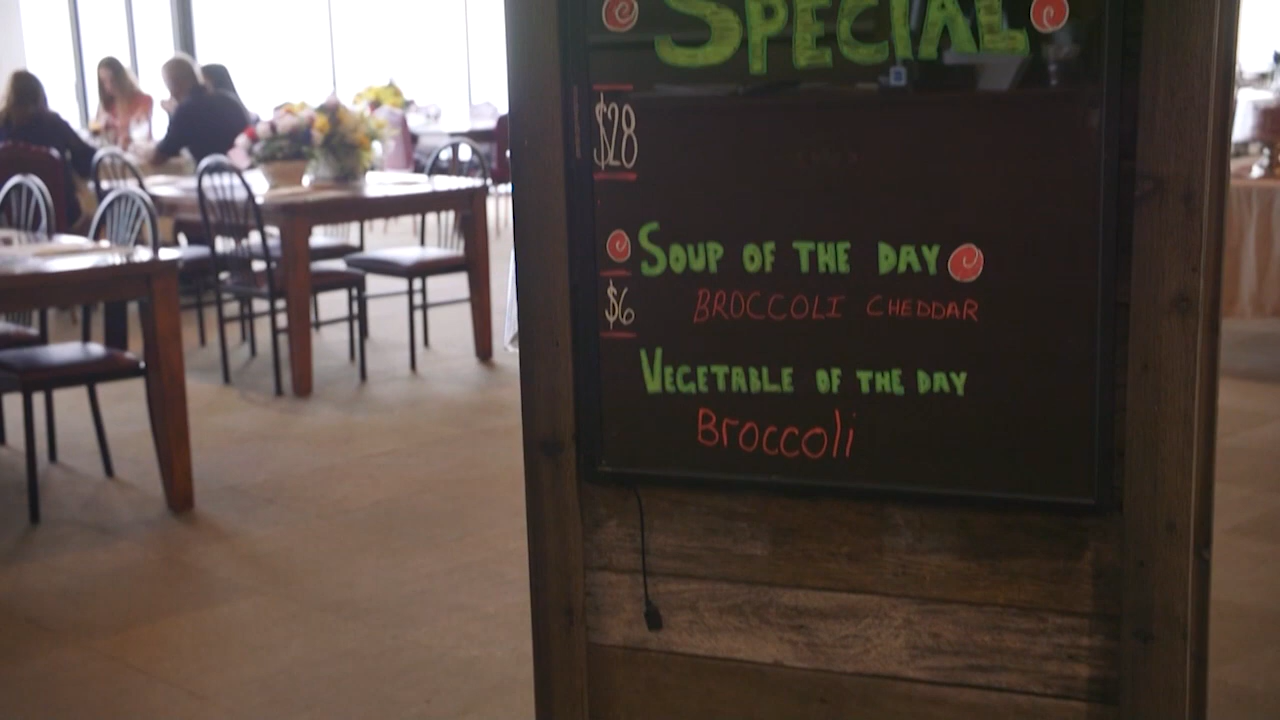 SPECIAL
$28
SOUP OF THE DAY
$6 BROCCOLI CHEDDAR
VEGETABLE OF THE DAY
Broccoli